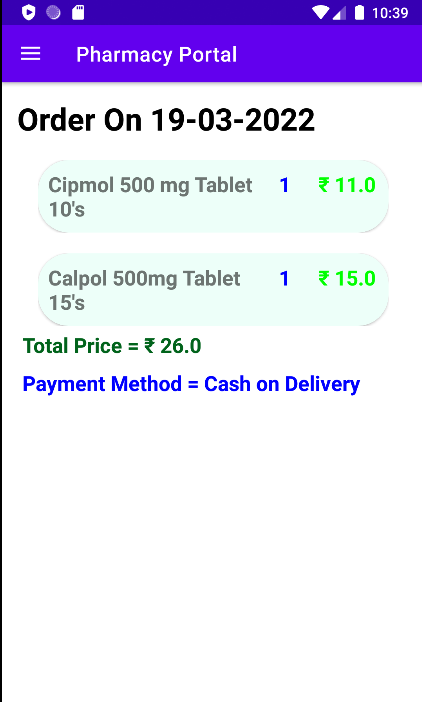 10:39
Pharmacy Portal
Order On 19-03-2022
Cipmol 500 mg Tablet 1 ₹ 11.0
10's
Calpol 500mg Tablet 1 ₹ 15.0
15's
Total Price = ₹ 26.0
Payment Method = Cash on Delivery